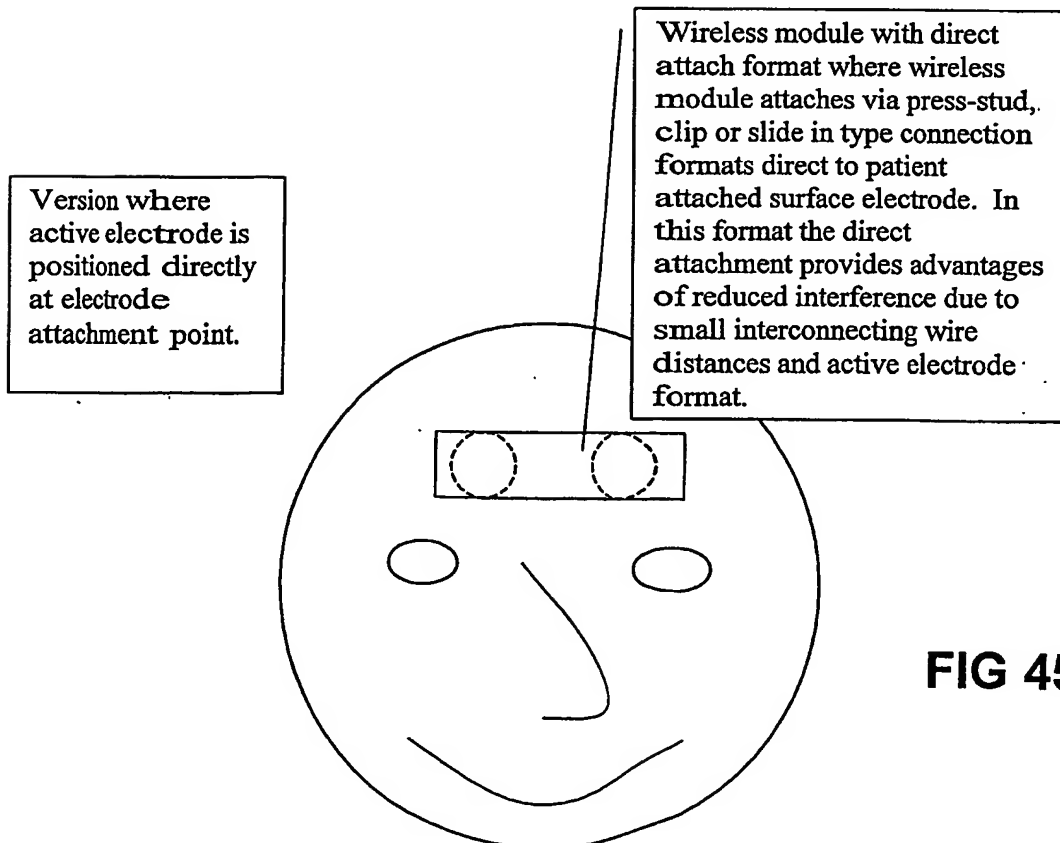 Version where
active electrode is
positioned directly
at electrode
attachment point.
Wireless module with direct
attach format where wireless
module attaches via press-stud,
clip or slide in type connection
formats direct to patient
attached surface electrode. In
this format the direct
attachment provides advantages
of reduced interference due to
small interconnecting wire
distances and active electrode
format.
FIG 45